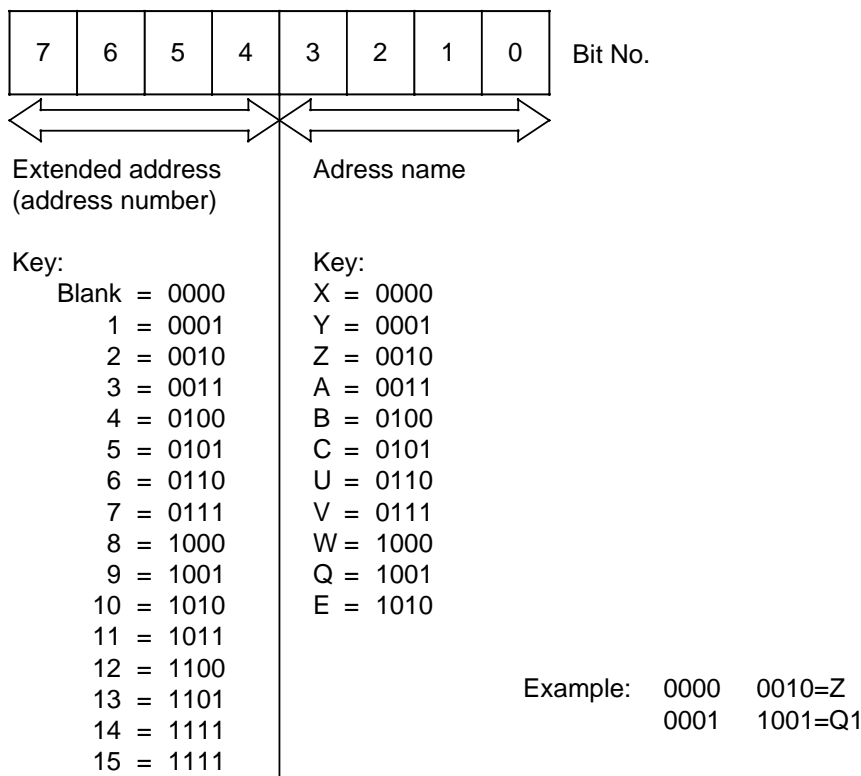 7 6 5 4 3 2 1 0 Bit No.
Extended address
(address number)
Adress name
Key:
Blank = 0000
1 = 0001
2 = 0010
3 = 0011
4 = 0100
5 = 0101
6 = 0110
7 = 0111
8 = 1000
9 = 1001
10 = 1010
11 = 1011
12 = 1100
13 = 1101
14 = 1111
15 = 1111
Key:
X = 0000
Y = 0001
Z = 0010
A = 0011
B = 0100
C = 0101
U = 0110
V = 0111
W = 1000
Q = 1001
E = 1010
Example: 0000 0010=Z
0001 1001=Q1